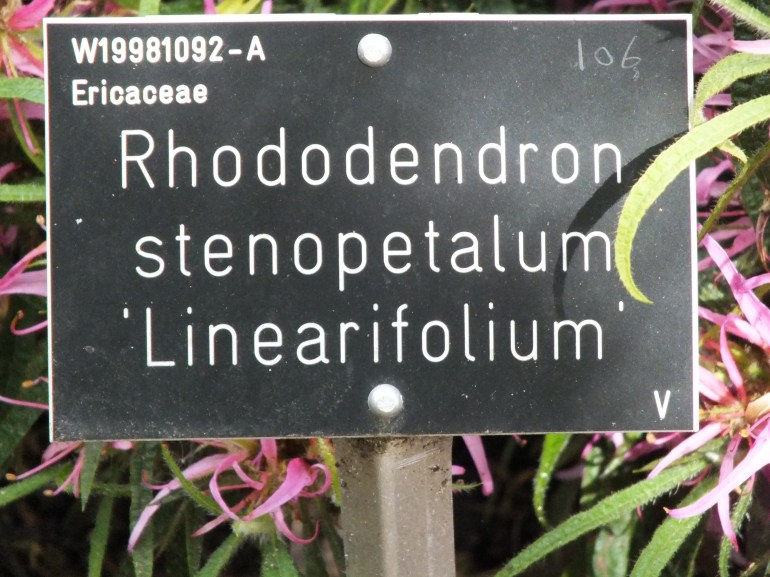 W19981092-A 106
Ericaceae
Rhododendron
stenopetalum
'Linearifolium'
V